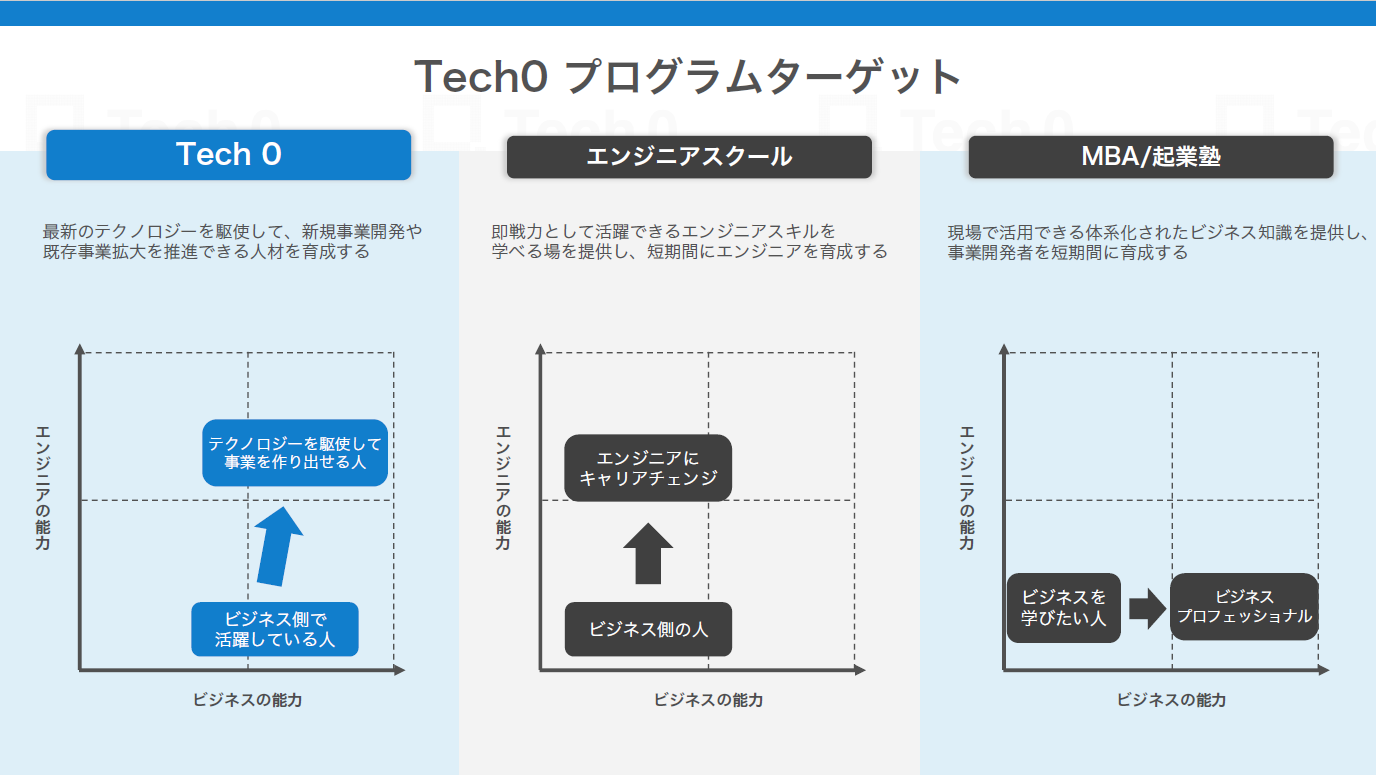 Tech0 プログラムターゲット
Tech 0
最新のテクノロジーを駆使して、新規事業開発や
既存事業拡大を推進できる人材を育成する
エンジニアの能力
テクノロジーを駆使して
事業を作り出せる人
ビジネス側で
活躍している人
ビジネスの能力
エンジニアスクール
即戦力として活躍できるエンジニアスキルを
学べる場を提供し、短期間にエンジニアを育成する
エンジニアの能力
エンジニアに
キャリアチェンジ
ビジネス側の人
ビジネスの能力
MBA/起業塾
現場で活用できる体系化されたビジネス知識を提供し、
事業開発者を短期間に育成する
エンジニアの能力
ビジネスを
学びたい人
ビジネス
プロフェッショナル
ビジネスの能力
Tech 0
Tech 0
Tech 0
Tec